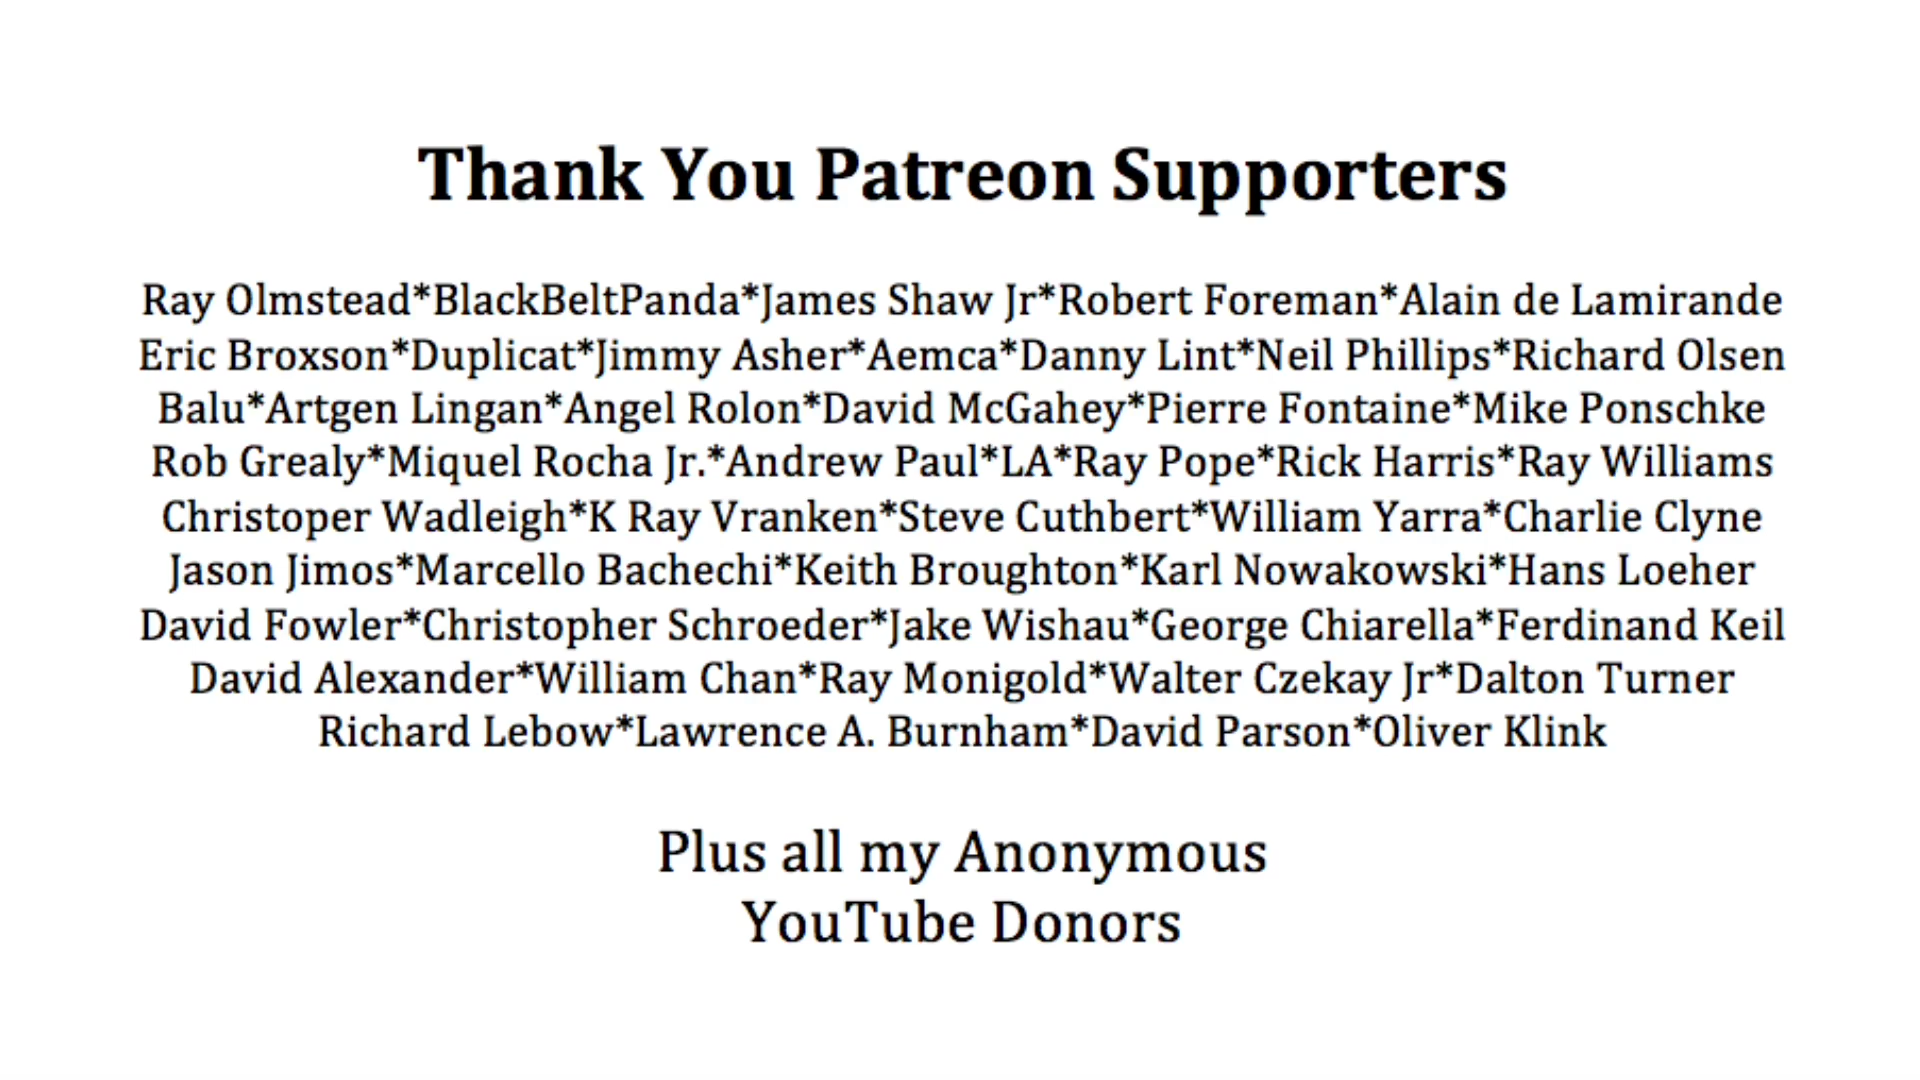 Thank You Patreon Supporters
Ray Olmstead*BlackBeltPanda*James Shaw Jr*Robert Foreman*Alain de Lamirande
Eric Broxson*Duplicat*Jimmy Asher*Aemca*Danny Lint*Neil Phillips*Richard Olsen
Balu*Artgen Lingan*Angel Rolon*David McGahey*Pierre Fontaine*Mike Ponschke
Rob Grealy*Miquel Rocha Jr.*Andrew Paul*LA*Ray Pope*Rick Harris*Ray Williams
Christoper Wadleigh*K Ray Vranken*Steve Cuthbert*William Yarra*Charlie Clyne
Jason Jimos*Marcello Bachechi*Keith Broughton*Karl Nowakowski*Hans Loeher
David Fowler*Christopher Schroeder*Jake Wishau*George Chiarella*Ferdinand Keil
David Alexander*William Chan*Ray Monigold*Walter Czekay Jr*Dalton Turner
Richard Lebow*Lawrence A. Burnham*David Parson*Oliver Klink
Plus all my Anonymous
YouTube Donors